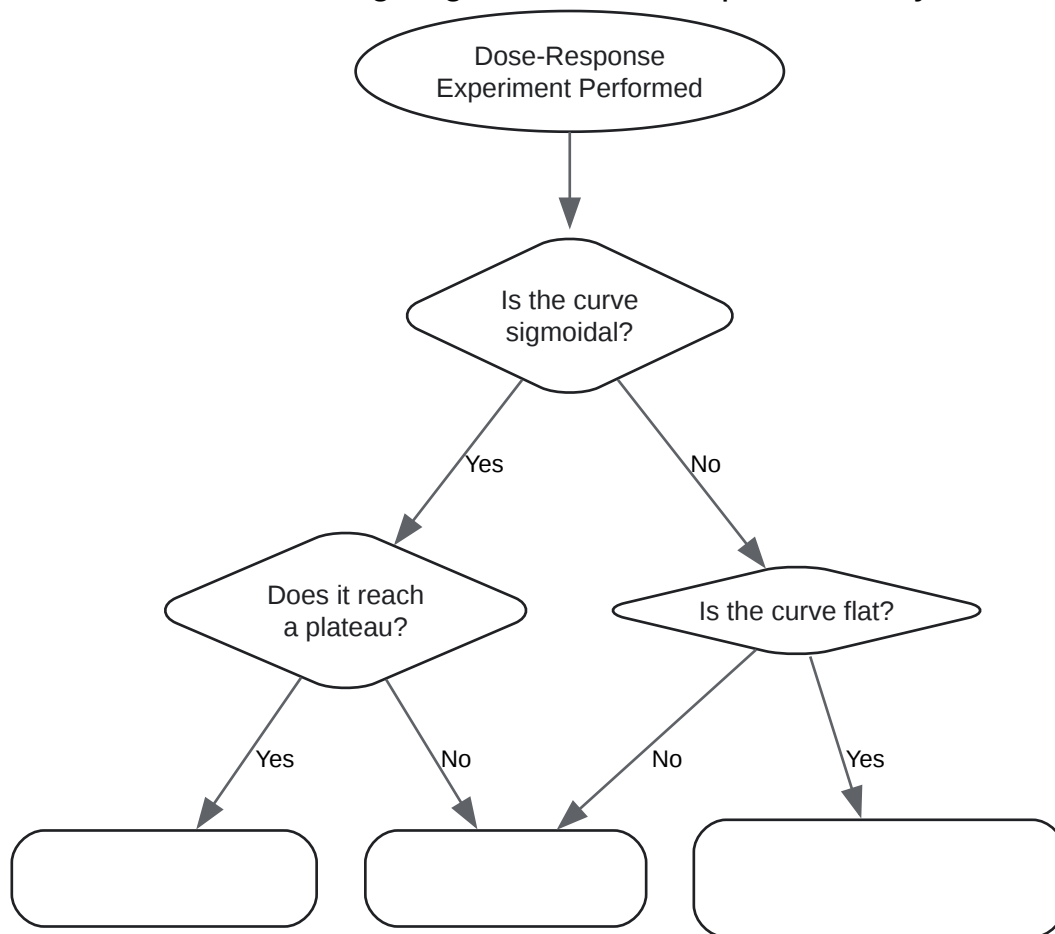 Dose-Response
Experiment Performed
Is the curve
sigmoidal?
Yes
No
Does it reach
a plateau?
Is the curve flat?
Yes
No
No
Yes